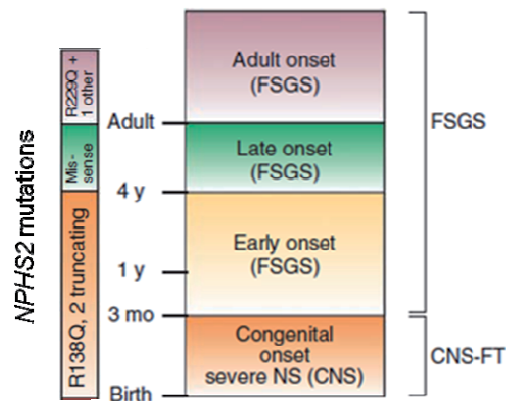 NPHS2 mutations
R229Q +
1 other
Mis-
sense
R138Q, 2 truncating
Adult
4 y
1 y
3 mo
Birth
Adult onset
(FSGS)
Late onset
(FSGS)
Early onset
(FSGS)
Congenital
onset
severe NS (CNS)
FSGS
CNS-FT